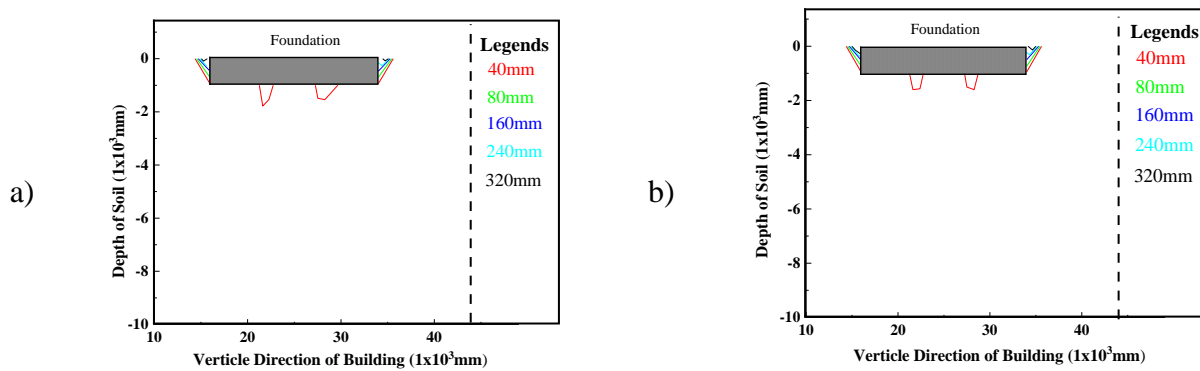 a)
Foundation
Legends
40mm
80mm
160mm
240mm
320mm
0
-2
-4
-6
-8
-10
Depth of Soil (1x10³mm)
10 20 30 40
Verticle Direction of Building (1x10³mm)
b)
Foundation
Legends
40mm
80mm
160mm
240mm
320mm
0
-2
-4
-6
-8
-10
Depth of Soil (1x10³mm)
10 20 30 40
Verticle Direction of Building (1x10³mm)